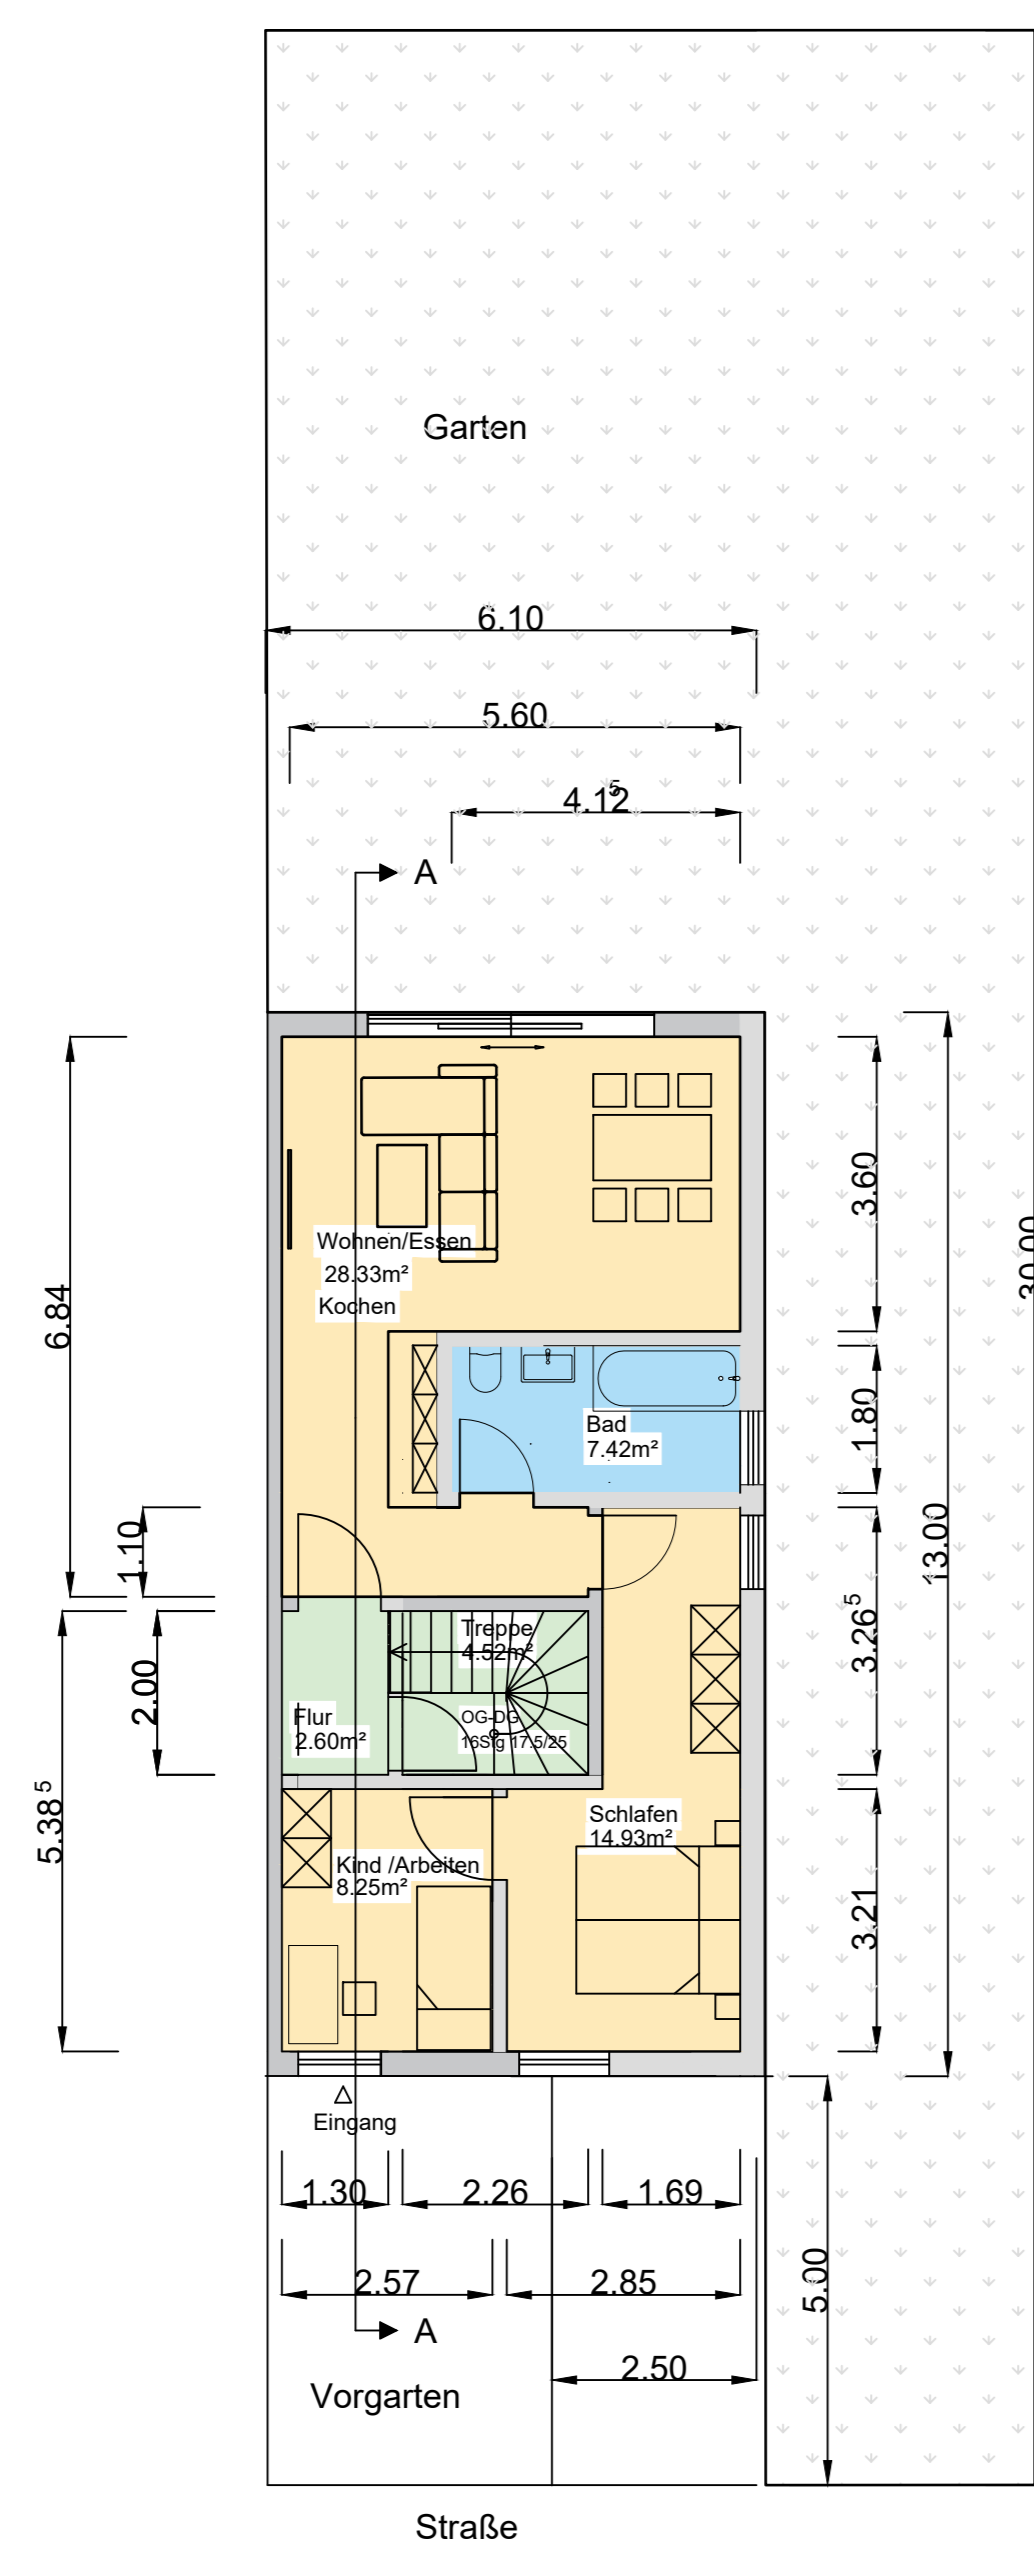 Garten
6.10
5.60
4.12⁵
A
3.60
30.00
Wohnen/Essen
28.33m²
Kochen
6.84
Bad
7.42m²
1.80
1.10
13.00
Treppe
4.52m²
3.26⁵
2.00
Flur
2.60m²
OG-DG
16Stg 17.5/25
5.38⁵
Schlafen
14.93m²
Kind /Arbeiten
8.25m²
3.21
Eingang
1.30
2.26
1.69
2.57
2.85
5.00
A
2.50
Vorgarten
Straße